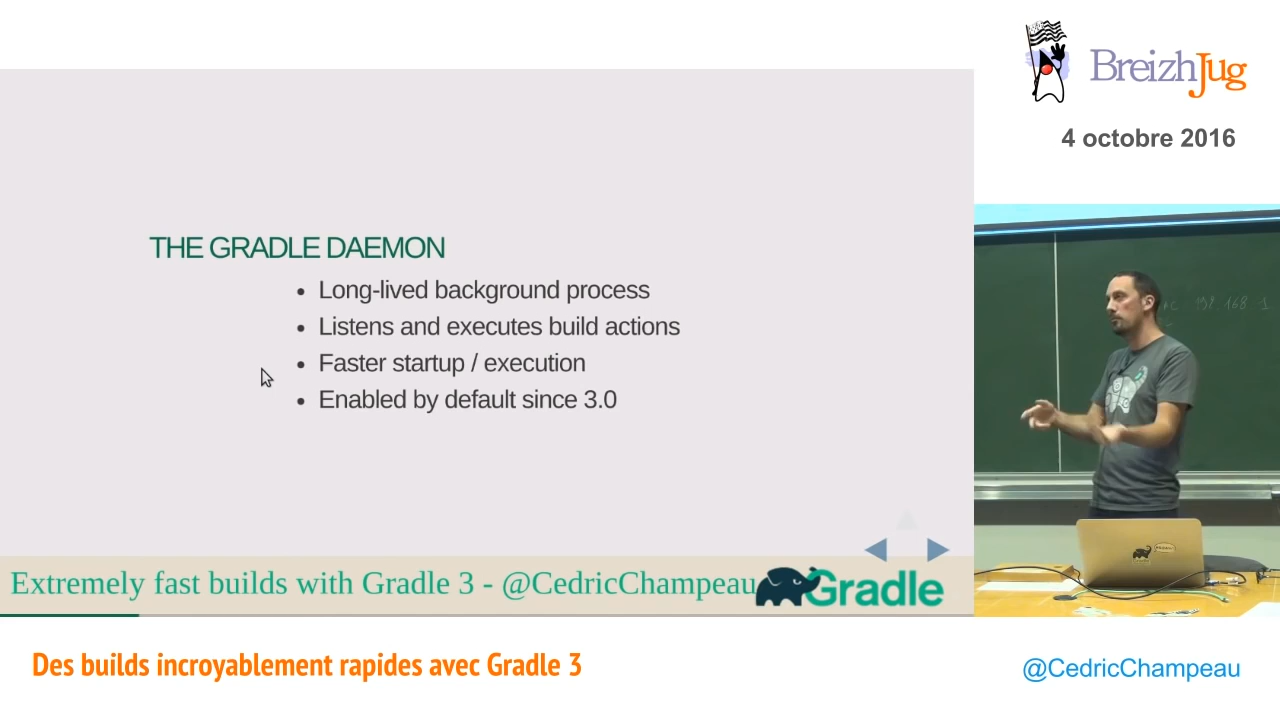 BreizhJug
4 octobre 2016
THE GRADLE DAEMON
• Long-lived background process
• Listens and executes build actions
• Faster startup / execution
• Enabled by default since 3.0
Extremely fast builds with Gradle 3 - @CedricChampeau
Gradle
Des builds incroyablement rapides avec Gradle 3
@CedricChampeau